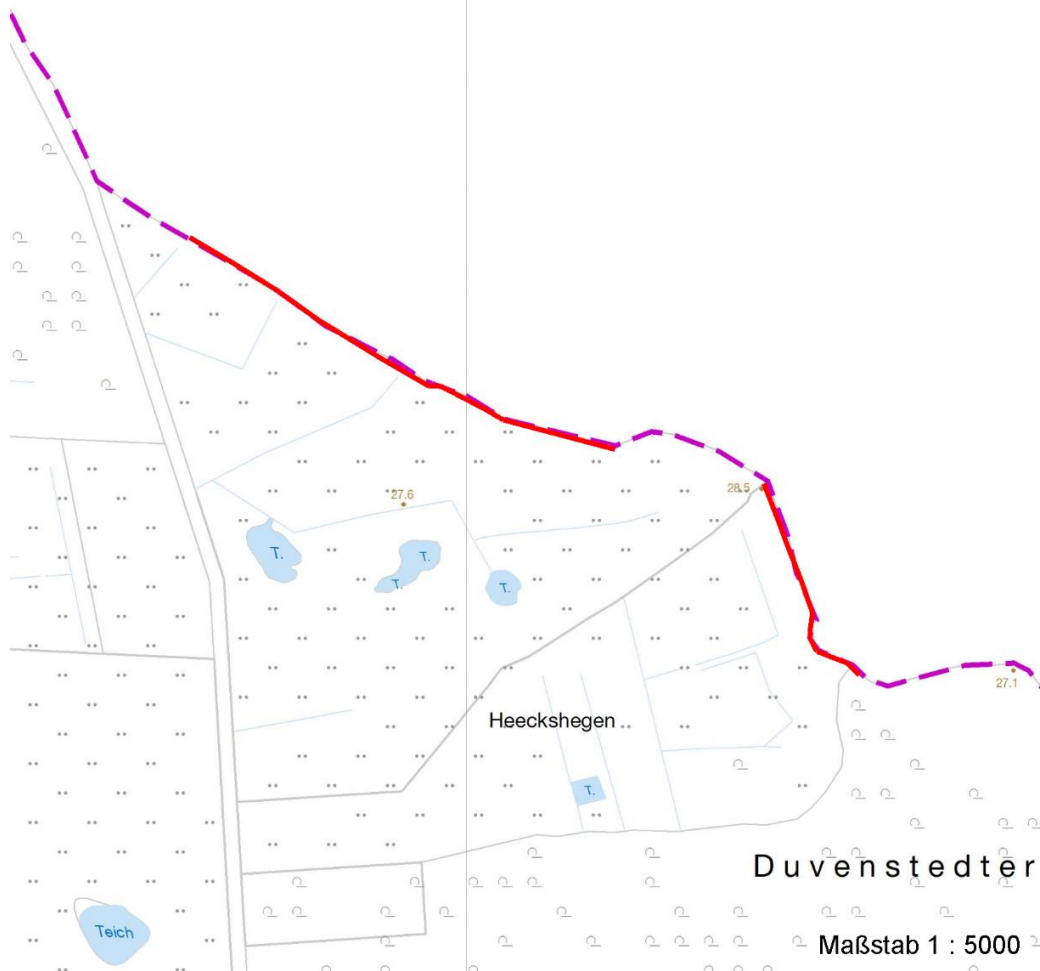 28.5
27.6
T.
T.
T.
T.
27.1
Heeckshegen
T.
Duvenstedter
Teich
Maßstab 1 : 5000